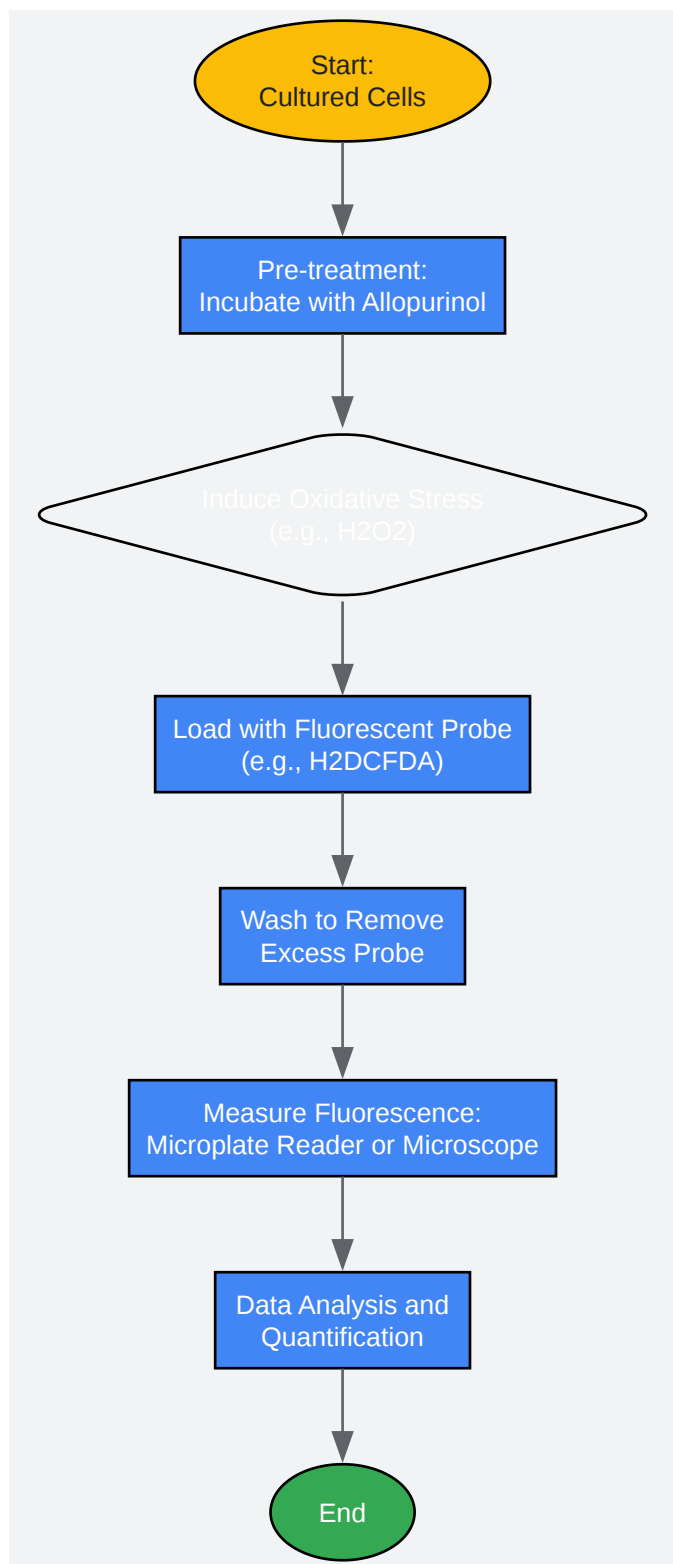 Start:
Cultured Cells
Pre-treatment:
Incubate with Allopurinol
Induce Oxidative Stress
(e.g., H2O2)
Load with Fluorescent Probe
(e.g., H2DCFDA)
Wash to Remove
Excess Probe
Measure Fluorescence:
Microplate Reader or Microscope
Data Analysis and
Quantification
End